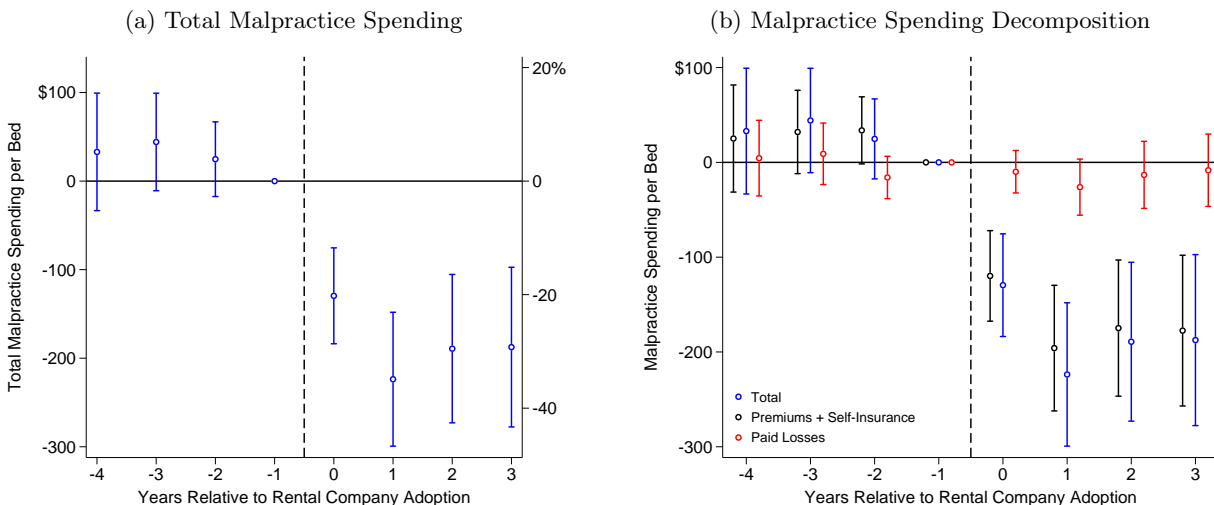 (a) Total Malpractice Spending
Total Malpractice Spending per Bed
$100
0
-100
-200
-300
20%
0
-20
-40
-4 -3 -2 -1 0 1 2 3
Years Relative to Rental Company Adoption
(b) Malpractice Spending Decomposition
Malpractice Spending per Bed
$100
0
-100
-200
-300
Total
Premiums + Self-Insurance
Paid Losses
-4 -3 -2 -1 0 1 2 3
Years Relative to Rental Company Adoption